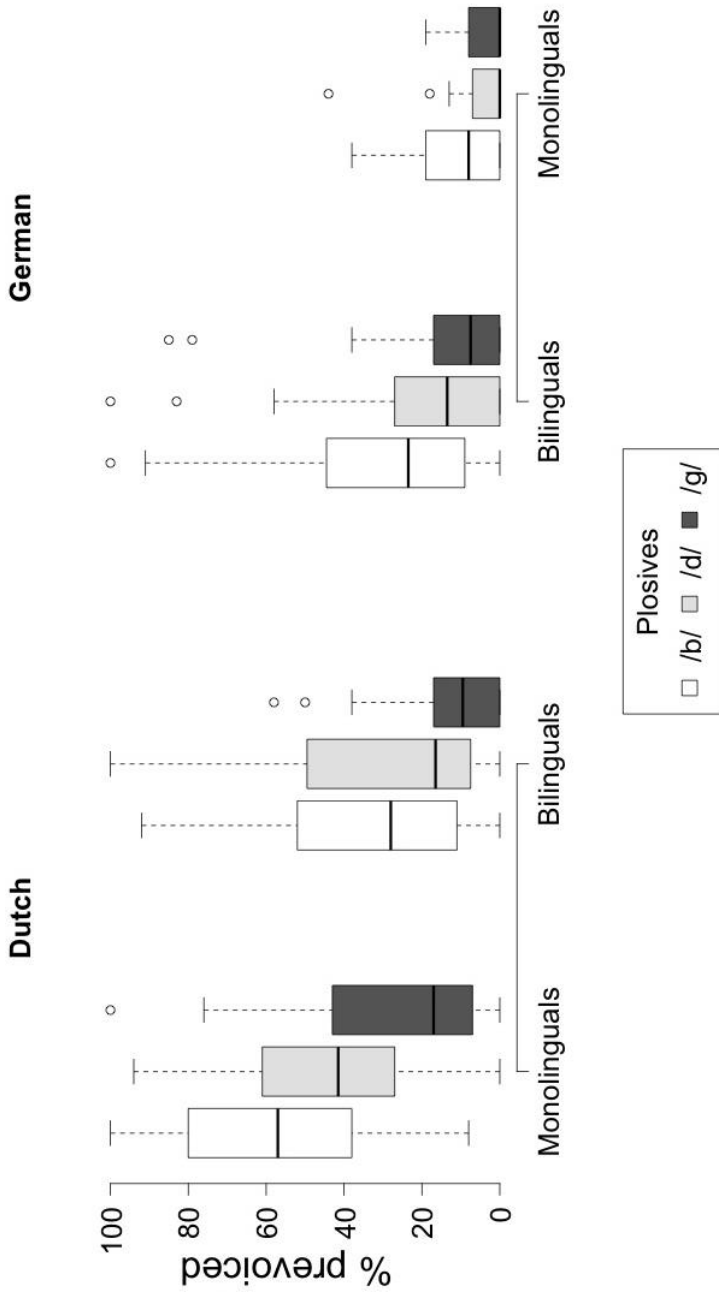 Dutch
German
% prevoiced
100
80
60
40
20
0
Monolinguals
Bilinguals
Bilinguals
Monolinguals
Plosives
/b/ /d/ /g/